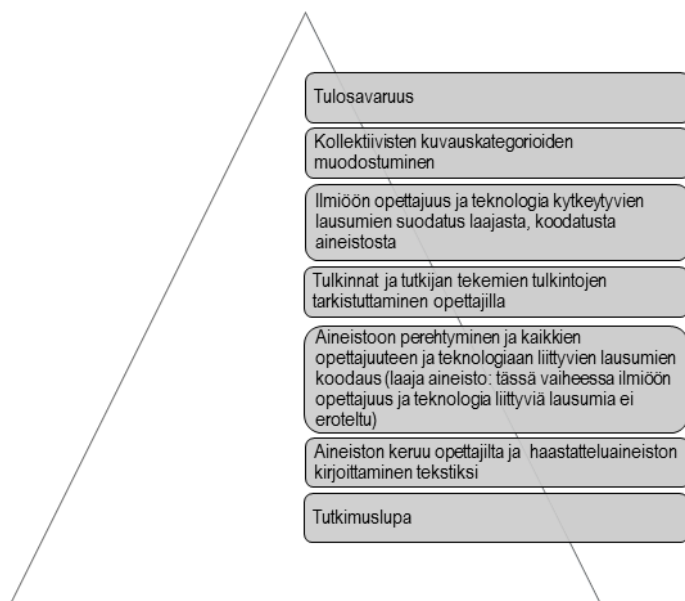 Tulosavaruus
Kollektiivisten kuvauskategorioiden
muodostuminen
Ilmiöön opettajuus ja teknologia kytkeytyvien
lausumien suodatus laajasta, koodatusta
aineistosta
Tulkinnat ja tutkijan tekemien tulkintojen
tarkistuttaminen opettajilla
Aineistoon perehtyminen ja kaikkien
opettajuuteen ja teknologiaan liittyvien lausumien
koodaus (laaja aineisto: tässä vaiheessa ilmiöön
opettajuus ja teknologia liittyviä lausumia ei
eroteltu)
Aineiston keruu opettajilta ja haastatteluaineiston
kirjoittaminen tekstiksi
Tutkimuslupa